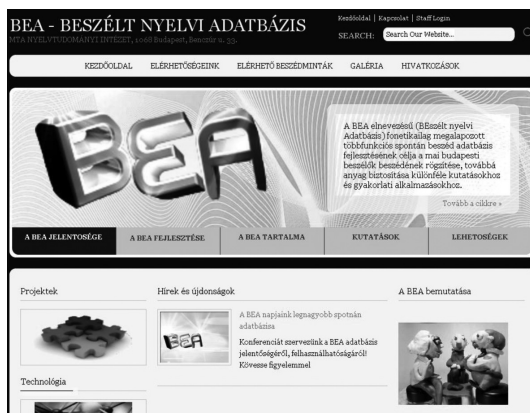 BEA - BESZÉLT NYELVI ADATBÁZIS
MTA NYELVTUDOMÁNYI INTÉZET, 1068 Budapest, Benczúr u. 33.
Kezdőoldal | Kapcsolat | Staff Login
SEARCH: Search Our Website...
KEZDŐOLDAL ELÉRHETŐSÉGEINK ELÉRHETŐ BESZÉDMINTÁK GALÉRIA HIVATKOZÁSOK
BEA
A BEA elnevezésű (BEszélt nyelvi
Adatbázis) fonetikailag megalapozott
többfunkciós spontán beszéd adatbázis
fejlesztésének célja a mai budapesti
beszélők beszédének rögzítése, továbbá
anyag biztosítása különféle kutatásokhoz
és gyakorlati alkalmazásokhoz.
Tovább a cikkre »
A BEA JELENTOSÉGE A BEA FEJLESZTÉSE A BEA TARTALMA KUTATÁSOK LEHETOSÉGEK
Projektek
Hírek és újdonságok
BEA
A BEA napjaink legnagyobb spotnán
adatbázisa
Konferenciát szervezünk a BEA adatbázis
jelentőségéről, felhasználhatóságáról!
Kövesse figyelemmel
A BEA bemutatása
Technológia